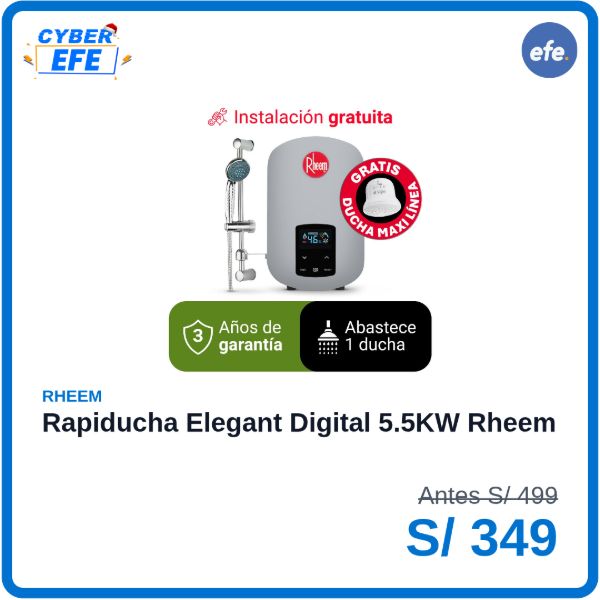 CYBER
EFE
efe.
Instalación gratuita
Rheem
GRATIS
DUCHA MAXI LÍNEA
46
3
Años de
garantía
Abastece
1 ducha
RHEEM
Rapiducha Elegant Digital 5.5KW Rheem
Antes S/ 499
S/ 349